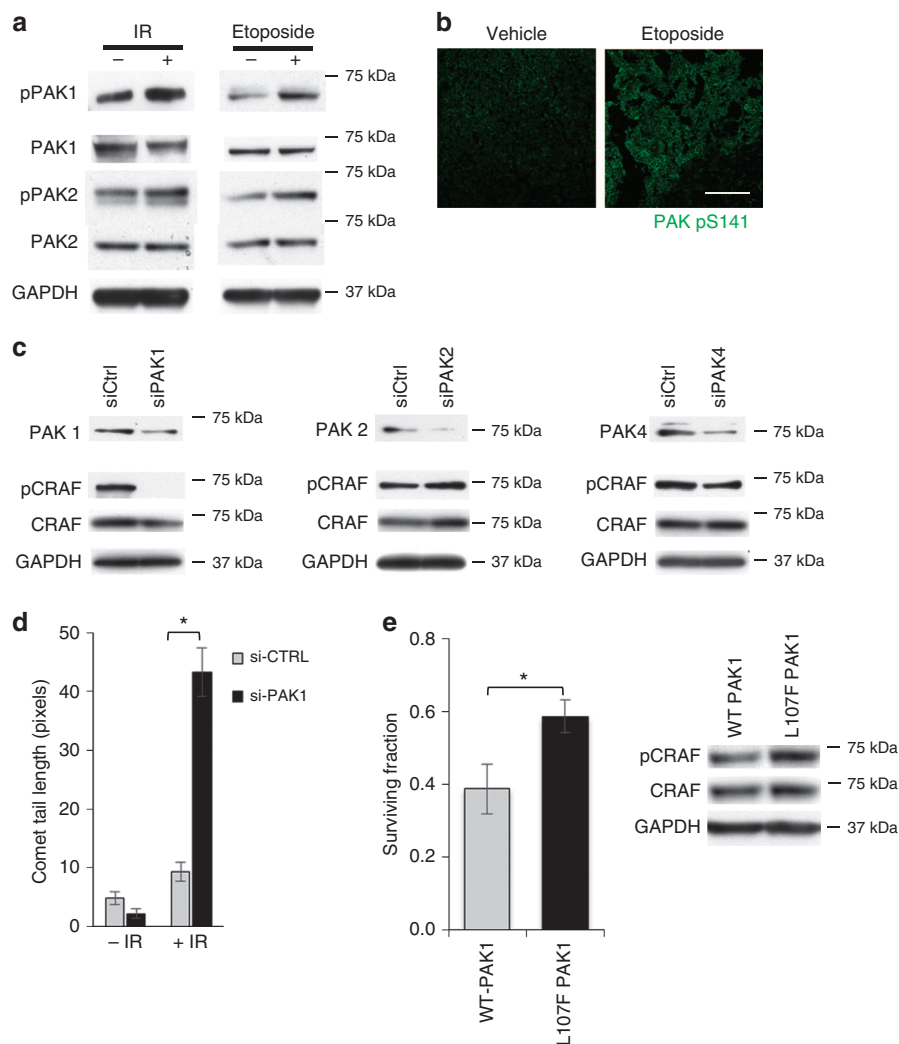 a
IR Etoposide
– + – +
pPAK1 75 kDa
PAK1 75 kDa
pPAK2 75 kDa
PAK2 75 kDa
GAPDH 37 kDa
b
Vehicle Etoposide
PAK pS141
c
siCtrl siPAK1
PAK 1 75 kDa
pCRAF 75 kDa
CRAF 75 kDa
GAPDH 37 kDa
siCtrl siPAK2
PAK 2 75 kDa
pCRAF 75 kDa
CRAF 75 kDa
GAPDH 37 kDa
siCtrl siPAK4
PAK4 75 kDa
pCRAF 75 kDa
CRAF 75 kDa
GAPDH 37 kDa
d
Comet tail length (pixels)
50
40
30
20
10
0
*
si-CTRL
si-PAK1
– IR + IR
e
Surviving fraction
0.8
0.6
0.4
0.2
0.0
*
WT-PAK1 L107F PAK1
WT PAK1 L107F PAK1
pCRAF 75 kDa
CRAF 75 kDa
GAPDH 37 kDa